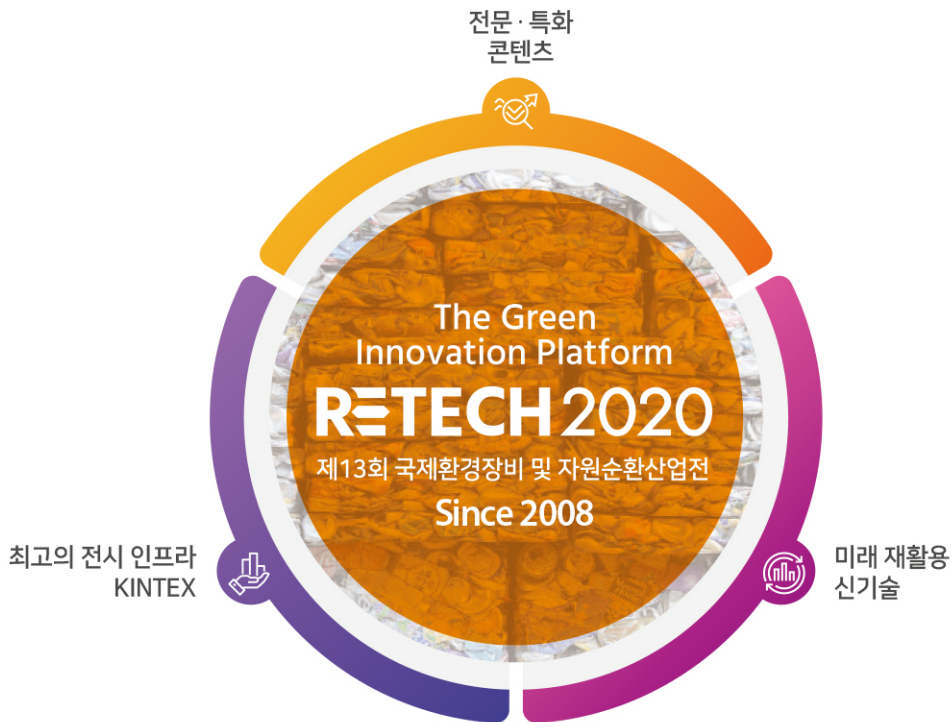 전문·특화
콘텐츠
The Green
Innovation Platform
RETECH 2020
제13회 국제환경장비 및 자원순환산업전
Since 2008
최고의 전시 인프라
KINTEX
미래 재활용
신기술